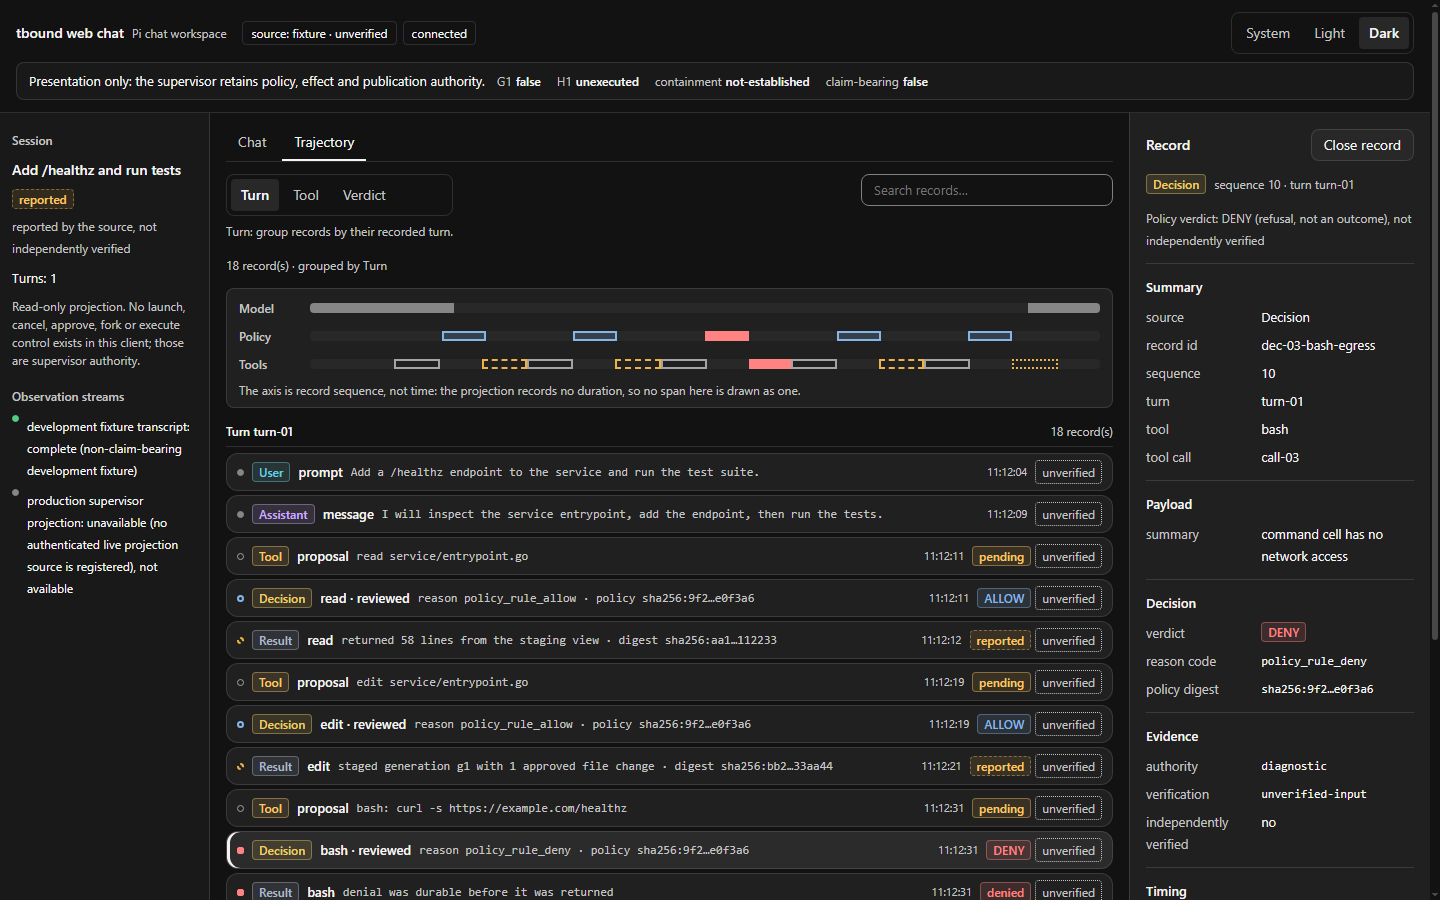 tbound web chat Pi chat workspace source: fixture · unverified connected
System Light Dark
Presentation only: the supervisor retains policy, effect and publication authority. G1 false H1 unexecuted containment not-established claim-bearing false
Session
Add /healthz and run tests
reported
reported by the source, not
independently verified
Turns: 1
Read-only projection. No launch,
cancel, approve, fork or execute
control exists in this client; those
are supervisor authority.
Observation streams
development fixture transcript:
complete (non-claim-bearing
development fixture)
production supervisor
projection: unavailable (no
authenticated live projection
source is registered), not
available
Chat Trajectory
Turn Tool Verdict
Search records...
Turn: group records by their recorded turn.
18 record(s) · grouped by Turn
Model
Policy
Tools
The axis is record sequence, not time: the projection records no duration, so no span here is drawn as one.
Turn turn-01 18 record(s)
User prompt Add a /healthz endpoint to the service and run the test suite. 11:12:04 unverified
Assistant message I will inspect the service entrypoint, add the endpoint, then run the tests. 11:12:09 unverified
Tool proposal read service/entrypoint.go 11:12:11 pending unverified
Decision read · reviewed reason policy_rule_allow · policy sha256:9f2…e0f3a6 11:12:11 ALLOW unverified
Result read returned 58 lines from the staging view · digest sha256:aa1…112233 11:12:12 reported unverified
Tool proposal edit service/entrypoint.go 11:12:19 pending unverified
Decision edit · reviewed reason policy_rule_allow · policy sha256:9f2…e0f3a6 11:12:19 ALLOW unverified
Result edit staged generation g1 with 1 approved file change · digest sha256:bb2…33aa44 11:12:21 reported unverified
Tool proposal bash: curl -s https://example.com/healthz 11:12:31 pending unverified
Decision bash · reviewed reason policy_rule_deny · policy sha256:9f2…e0f3a6 11:12:31 DENY unverified
Result bash denial was durable before it was returned 11:12:31 denied unverified
Record Close record
Decision sequence 10 · turn turn-01
Policy verdict: DENY (refusal, not an outcome), not
independently verified
Summary
source Decision
record id dec-03-bash-egress
sequence 10
turn turn-01
tool bash
tool call call-03
Payload
summary command cell has no
network access
Decision
verdict DENY
reason code policy_rule_deny
policy digest sha256:9f2…e0f3a6
Evidence
authority diagnostic
verification unverified-input
independently no
verified
Timing